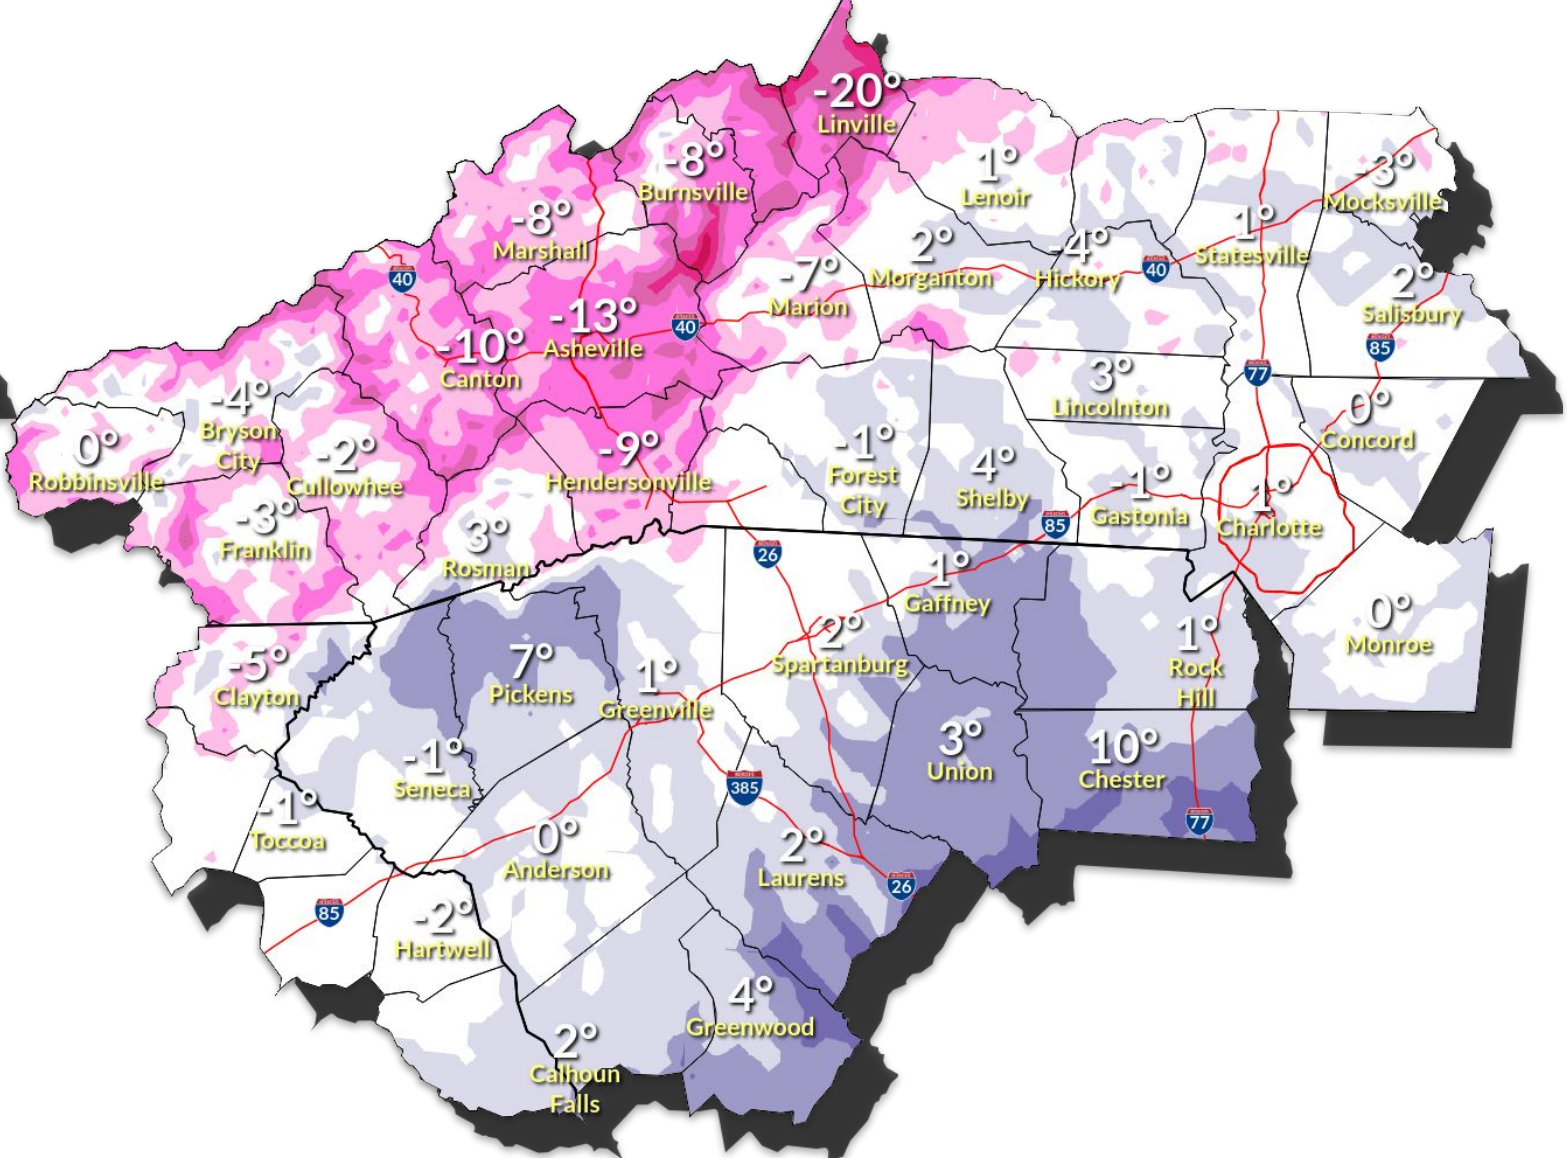 -20°
Linville
-8°
Burnsville
1°
Lenoir
-3°
Mocksville
-8°
Marshall
2°
Morganton
-4°
Hickory
40
1°
Statesville
40
-7°
Marion
2°
Salisbury
-13°
Asheville
40
-10°
Canton
85
77
3°
Lincolnton
-4°
Bryson
City
0°
Concord
0°
Robbinsville
-2°
Cullowhee
-9°
Hendersonville
-1°
Forest
City
4°
Shelby
-1°
Gastonia
1°
Charlotte
-3°
Franklin
3°
Rosman
85
26
1°
Gaffney
0°
Monroe
-5°
Clayton
7°
Pickens
1°
Greenville
2°
Spartanburg
1°
Rock
Hill
-1°
Seneca
3°
Union
10°
Chester
385
77
-1°
Toccoa
0°
Anderson
2°
Laurens
26
85
-2°
Hartwell
4°
Greenwood
2°
Calhoun
Falls